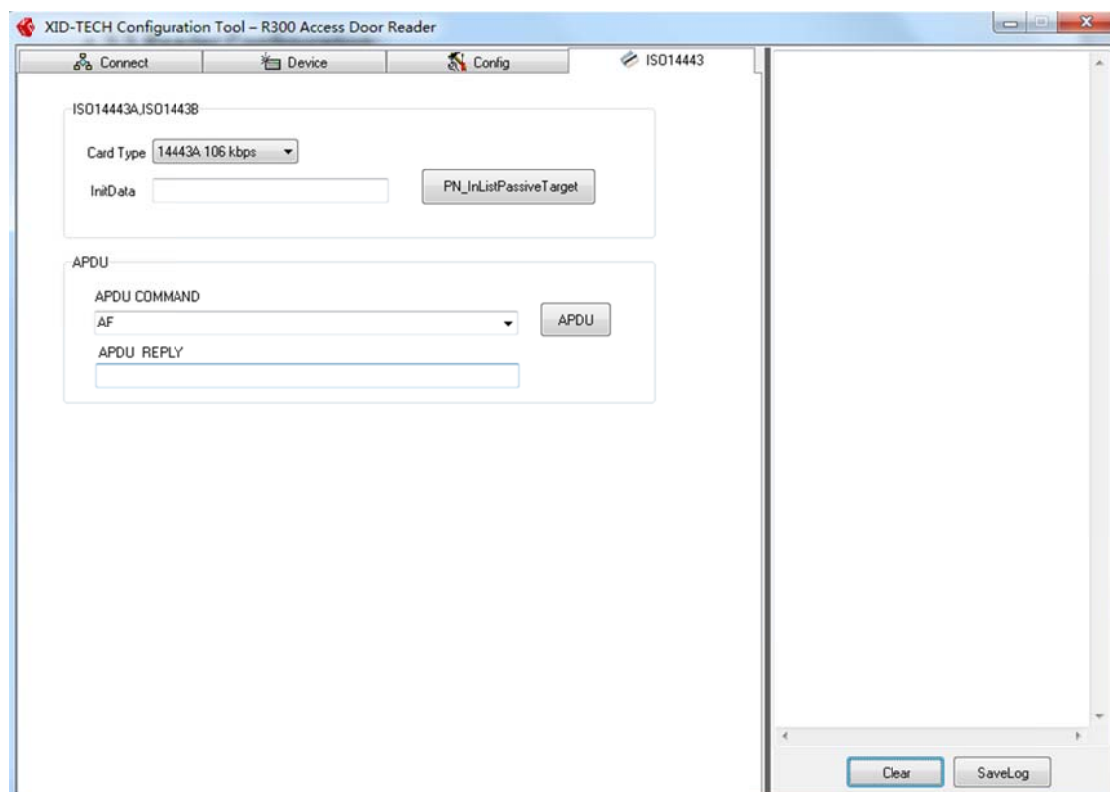 XID-TECH Configuration Tool – R300 Access Door Reader
Connect
Device
Config
ISO14443
ISO14443A,ISO1443B
Card Type 14443A 106 kbps
InitData
PN_InListPassiveTarget
APDU
APDU COMMAND
AF
APDU
APDU REPLY
Clear
SaveLog